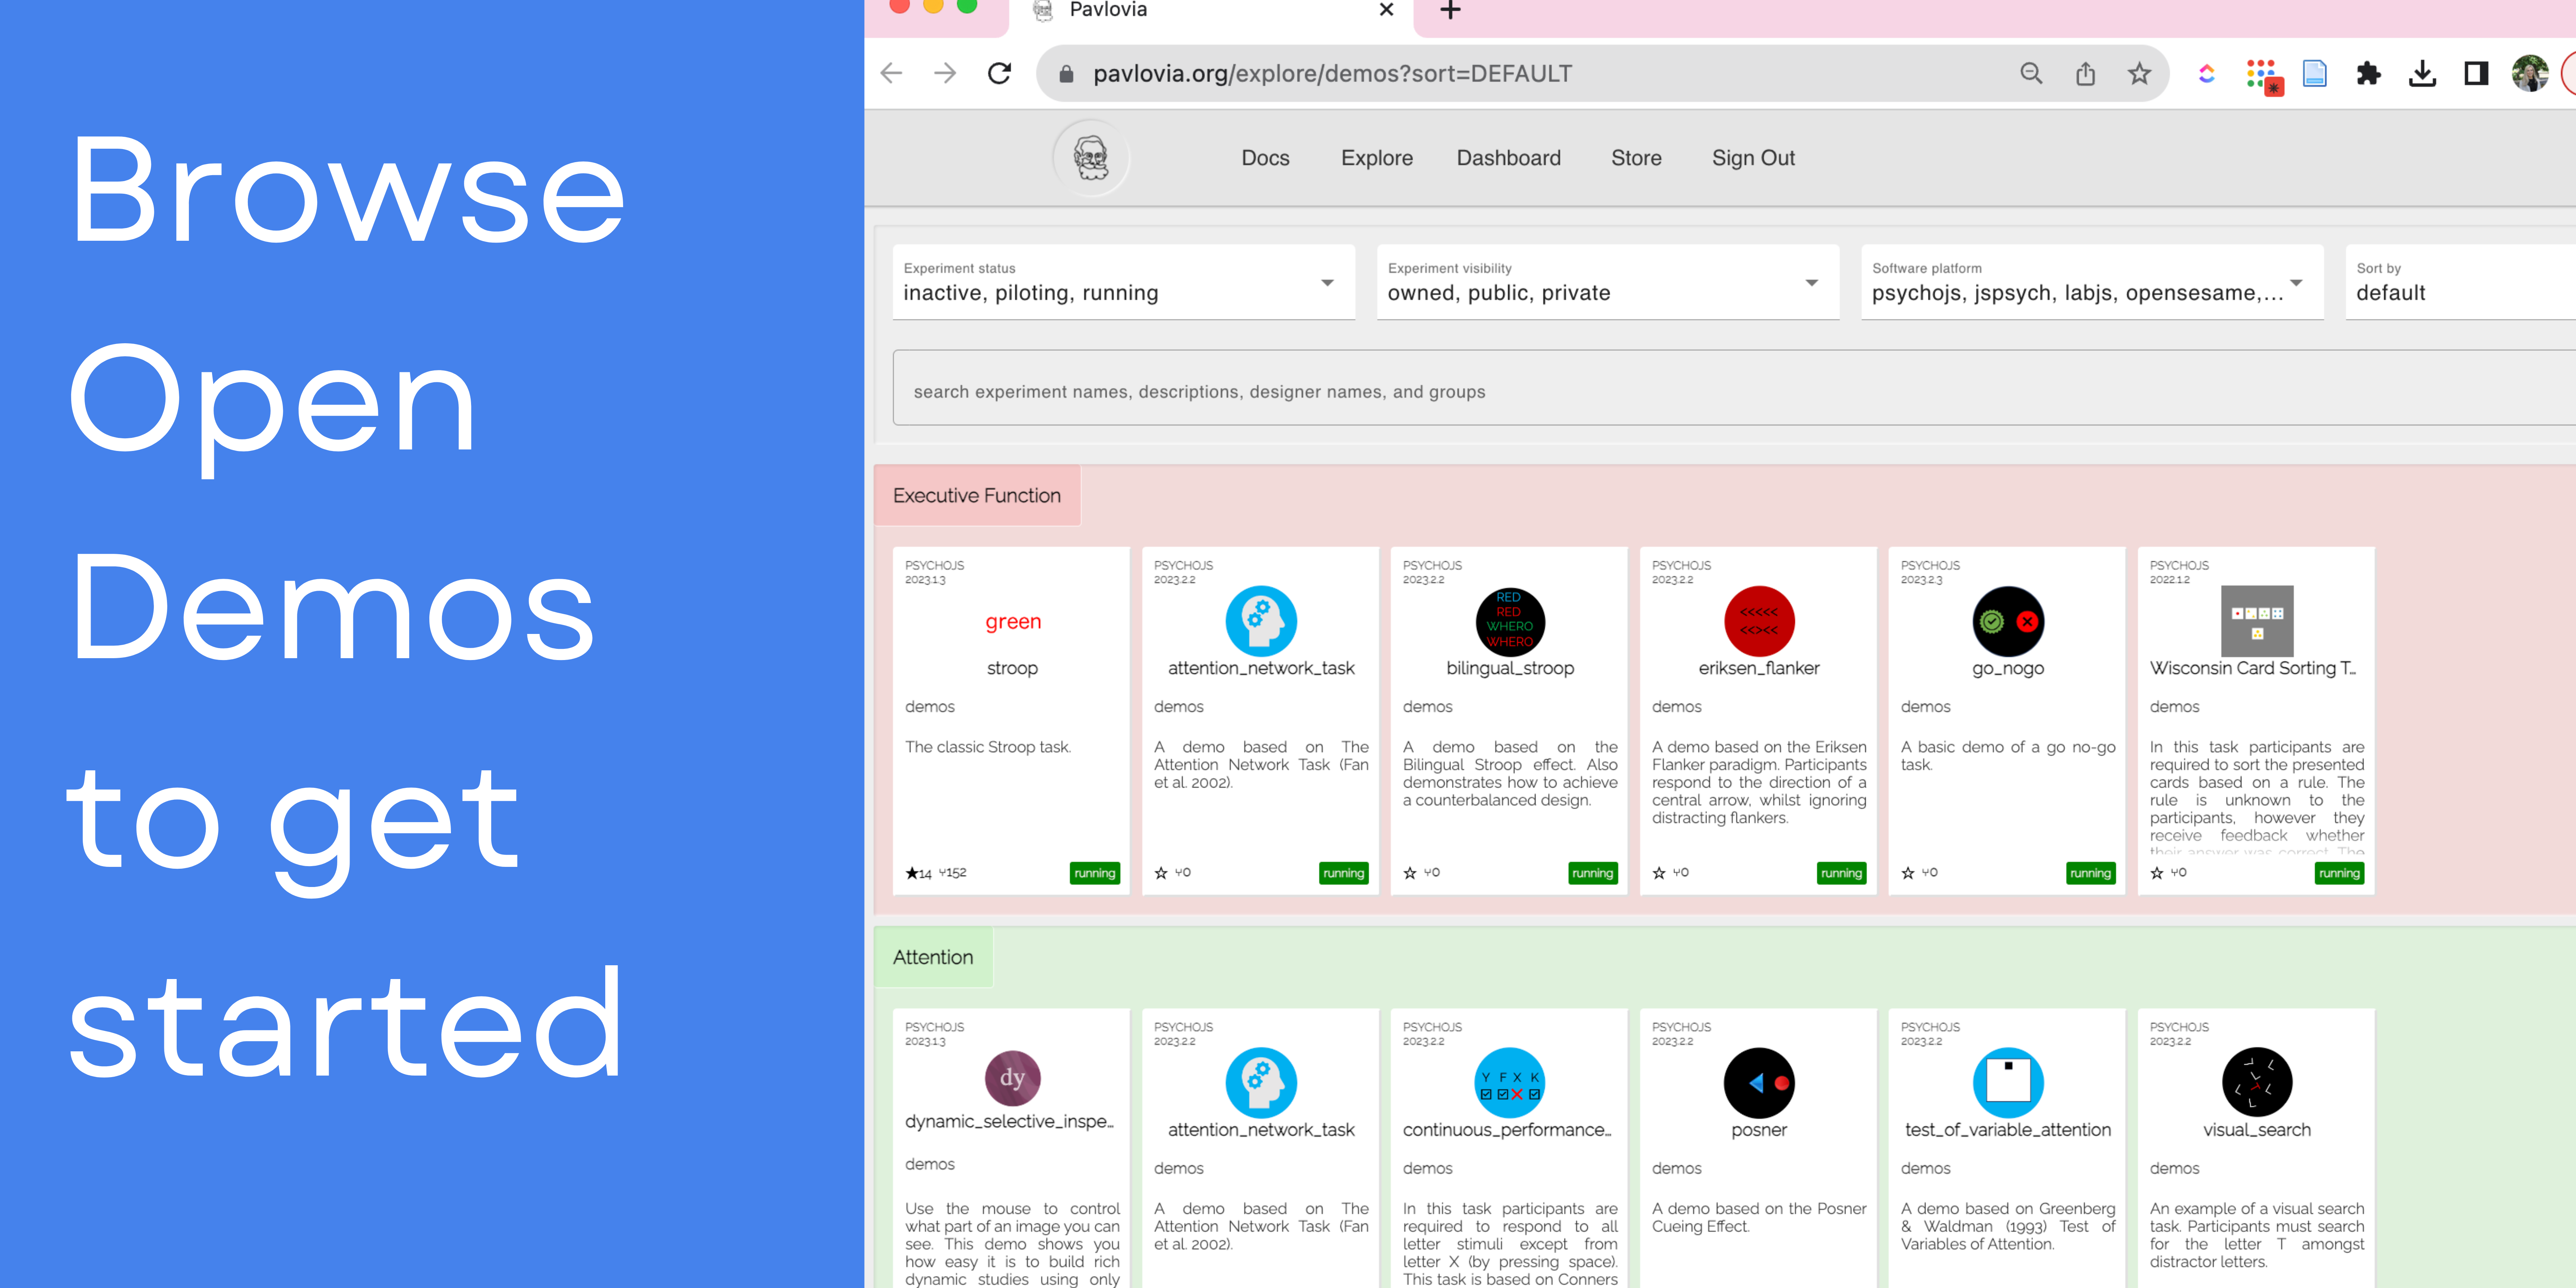 Browse
Open
Demos
to get
started
Pavlovia
pavlovia.org/explore/demos?sort=DEFAULT
Docs Explore Dashboard Store Sign Out
Experiment status
inactive, piloting, running
Experiment visibility
owned, public, private
Software platform
psychojs, jspsych, labjs, opensesame,...
Sort by
default
search experiment names, descriptions, designer names, and groups
Executive Function
PSYCHOJS
2023.1.3
green
stroop
demos
The classic Stroop task.
14 152
running
PSYCHOJS
2023.2.2
attention_network_task
demos
A demo based on The
Attention Network Task (Fan
et al. 2002).
0
running
PSYCHOJS
2023.2.2
RED
RED
WHERO
WHERO
bilingual_stroop
demos
A demo based on the
Bilingual Stroop effect. Also
demonstrates how to achieve
a counterbalanced design.
0
running
PSYCHOJS
2023.2.2
<<<<<
<<><<
eriksen_flanker
demos
A demo based on the Eriksen
Flanker paradigm. Participants
respond to the direction of a
central arrow, whilst ignoring
distracting flankers.
0
running
PSYCHOJS
2023.2.3
go_nogo
demos
A basic demo of a go no-go
task.
0
running
PSYCHOJS
2022.1.2
Wisconsin Card Sorting T...
demos
In this task participants are
required to sort the presented
cards based on a rule. The
rule is unknown to the
participants, however they
receive feedback whether
their answer was correct. The
0
running
Attention
PSYCHOJS
2023.1.3
dy
dynamic_selective_inspe...
demos
Use the mouse to control
what part of an image you can
see. This demo shows you
how easy it is to build rich
dynamic studies using only
PSYCHOJS
2023.2.2
attention_network_task
demos
A demo based on The
Attention Network Task (Fan
et al. 2002).
PSYCHOJS
2023.2.2
Y F X K
continuous_performance...
demos
In this task participants are
required to respond to all
letter stimuli except from
letter X (by pressing space).
This task is based on Conners
PSYCHOJS
2023.2.2
posner
demos
A demo based on the Posner
Cueing Effect.
PSYCHOJS
2023.2.2
test_of_variable_attention
demos
A demo based on Greenberg
& Waldman (1993) Test of
Variables of Attention.
PSYCHOJS
2023.2.2
L L L T L L L
visual_search
demos
An example of a visual search
task. Participants must search
for the letter T amongst
distractor letters.